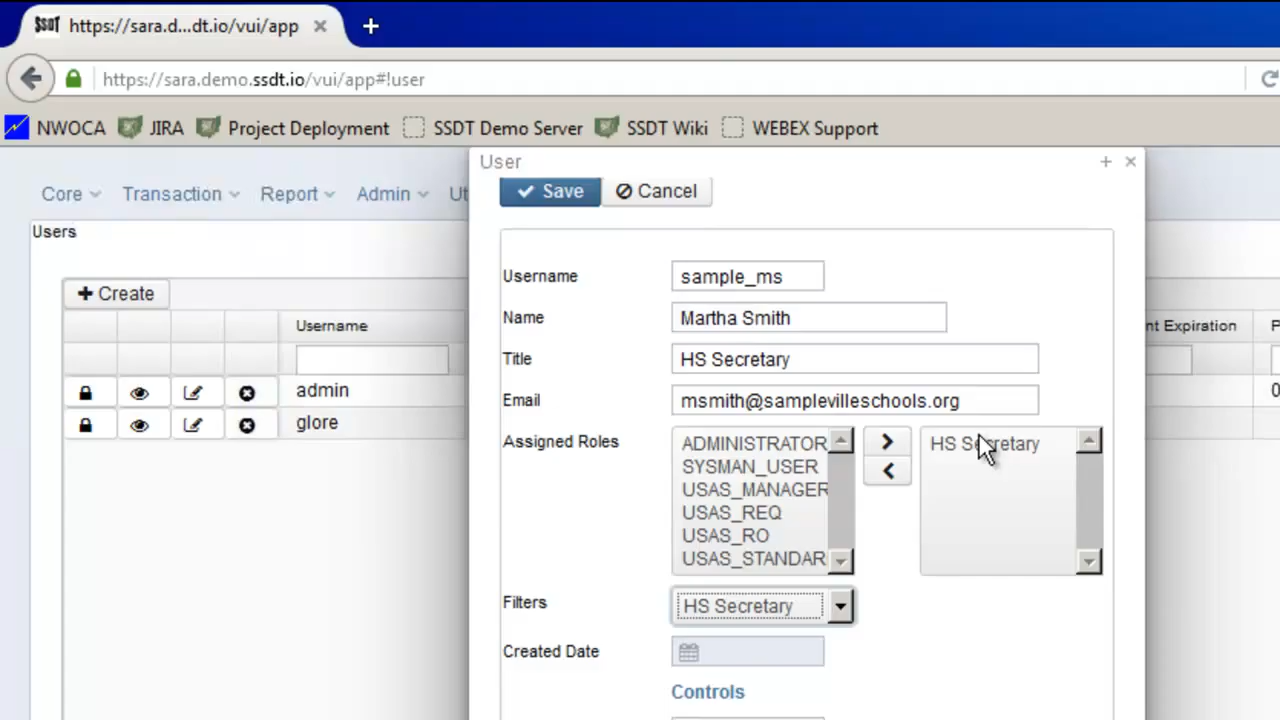 SSDT https://sara.d...dt.io/vui/app
https://sara.demo.ssdt.io/vui/app#!user
NWOCA JIRA Project Deployment SSDT Demo Server SSDT Wiki WEBEX Support
User
Save Cancel
Core Transaction Report Admin Ut
Users
Create
Username
nt Expiration P
admin
0
glore
Username sample_ms
Name Martha Smith
Title HS Secretary
Email msmith@samplevilleschools.org
Assigned Roles ADMINISTRATOR HS Secretary
SYSMAN_USER
USAS_MANAGER
USAS_REQ
USAS_RO
USAS_STANDAR
Filters HS Secretary
Created Date
Controls